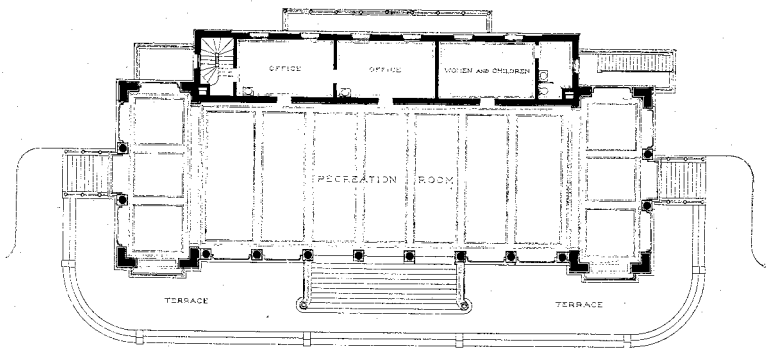 OFFICE
OFFICE
WOMEN AND CHILDREN
RECREATION ROOM
TERRACE
TERRACE